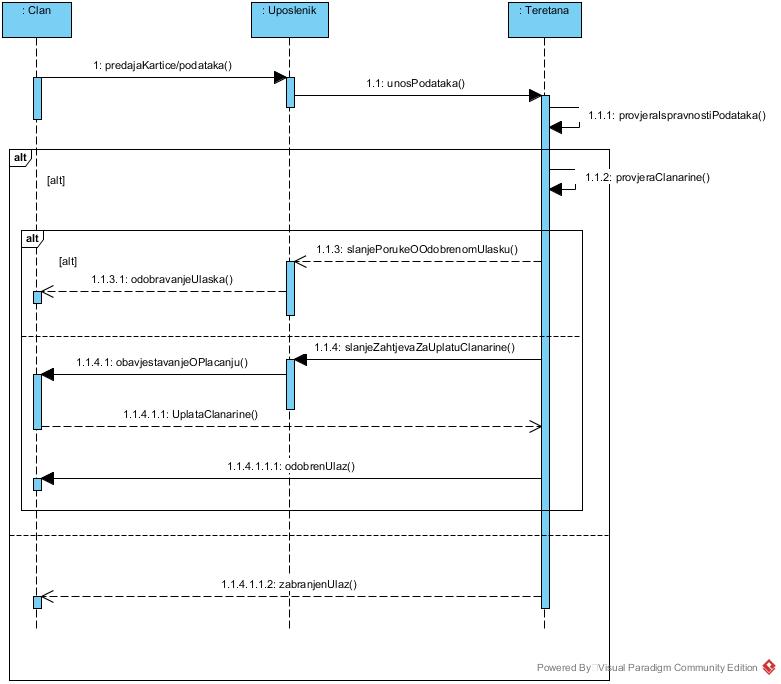 : Clan
: Uposlenik
: Teretana
1: predajaKartice/podataka()
1.1: unosPodataka()
1.1.1: provjeraIspravnostiPodataka()
alt
[alt]
1.1.2: provjeraClanarine()
alt
[alt]
1.1.3: slanjePorukeOOdobrenomUlasku()
1.1.3.1: odobravanjeUlaska()
1.1.4: slanjeZahtjevaZaUplatuClanarine()
1.1.4.1: obavjestavanjeOPlacanju()
1.1.4.1.1: UplataClanarine()
1.1.4.1.1.1: odobrenUlaz()
1.1.4.1.1.2: zabranjenUlaz()
Powered By Visual Paradigm Community Edition